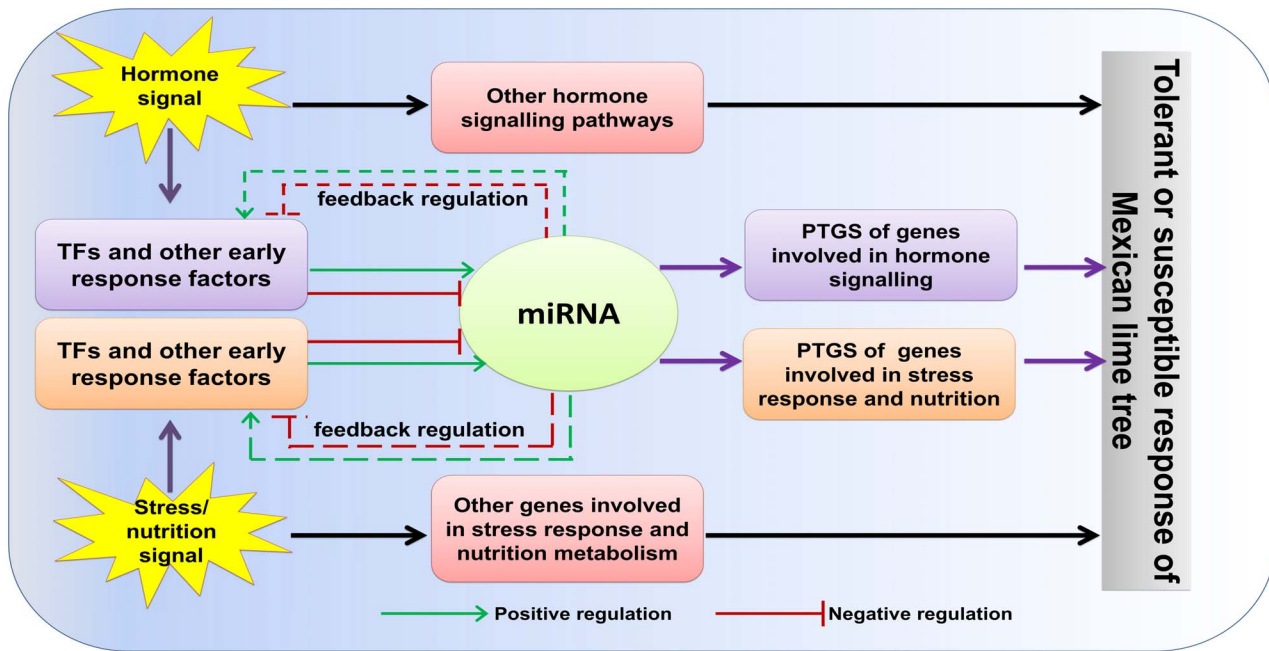 Hormone
signal
Other hormone
signalling pathways
feedback regulation
TFs and other early
response factors
TFs and other early
response factors
miRNA
PTGS of genes
involved in hormone
signalling
PTGS of genes
involved in stress
response and nutrition
feedback regulation
Stress/
nutrition
signal
Other genes involved
in stress response and
nutrition metabolism
Tolerant or susceptible response of
Mexican lime tree
Positive regulation
Negative regulation